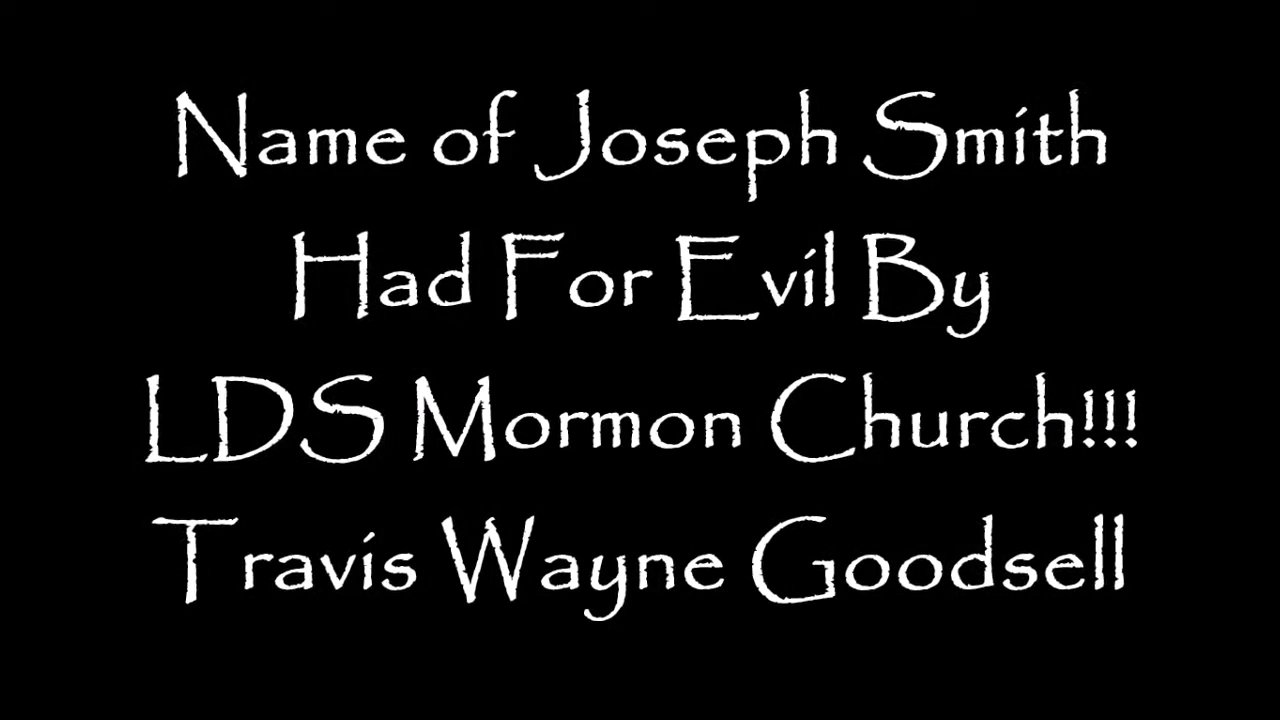 Name of Joseph Smith
Had For Evil By
LDS Mormon Church!!!
Travis Wayne Goodsell